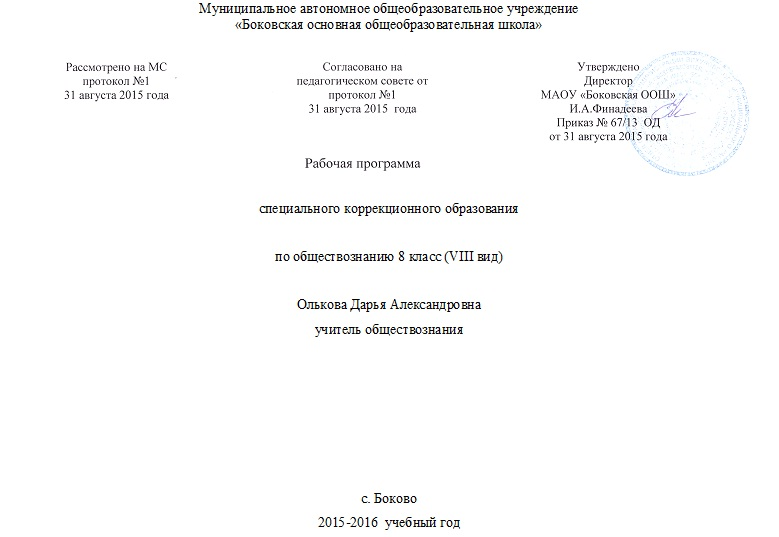 Муниципальное автономное общеобразовательное учреждение
«Боковская основная общеобразовательная школа»
Рассмотрено на МС
протокол №1
31 августа 2015 года
Согласовано на
педагогическом совете от
протокол №1
31 августа 2015 года
Утверждено
Директор
МАОУ «Боковская ООШ»
И.А.Финадеева
Приказ № 67/13 ОД
от 31 августа 2015 года
Рабочая программа
специального коррекционного образования
по обществознанию 8 класс (VIII вид)
Олькова Дарья Александровна
учитель обществознания
с. Боково
2015-2016 учебный год